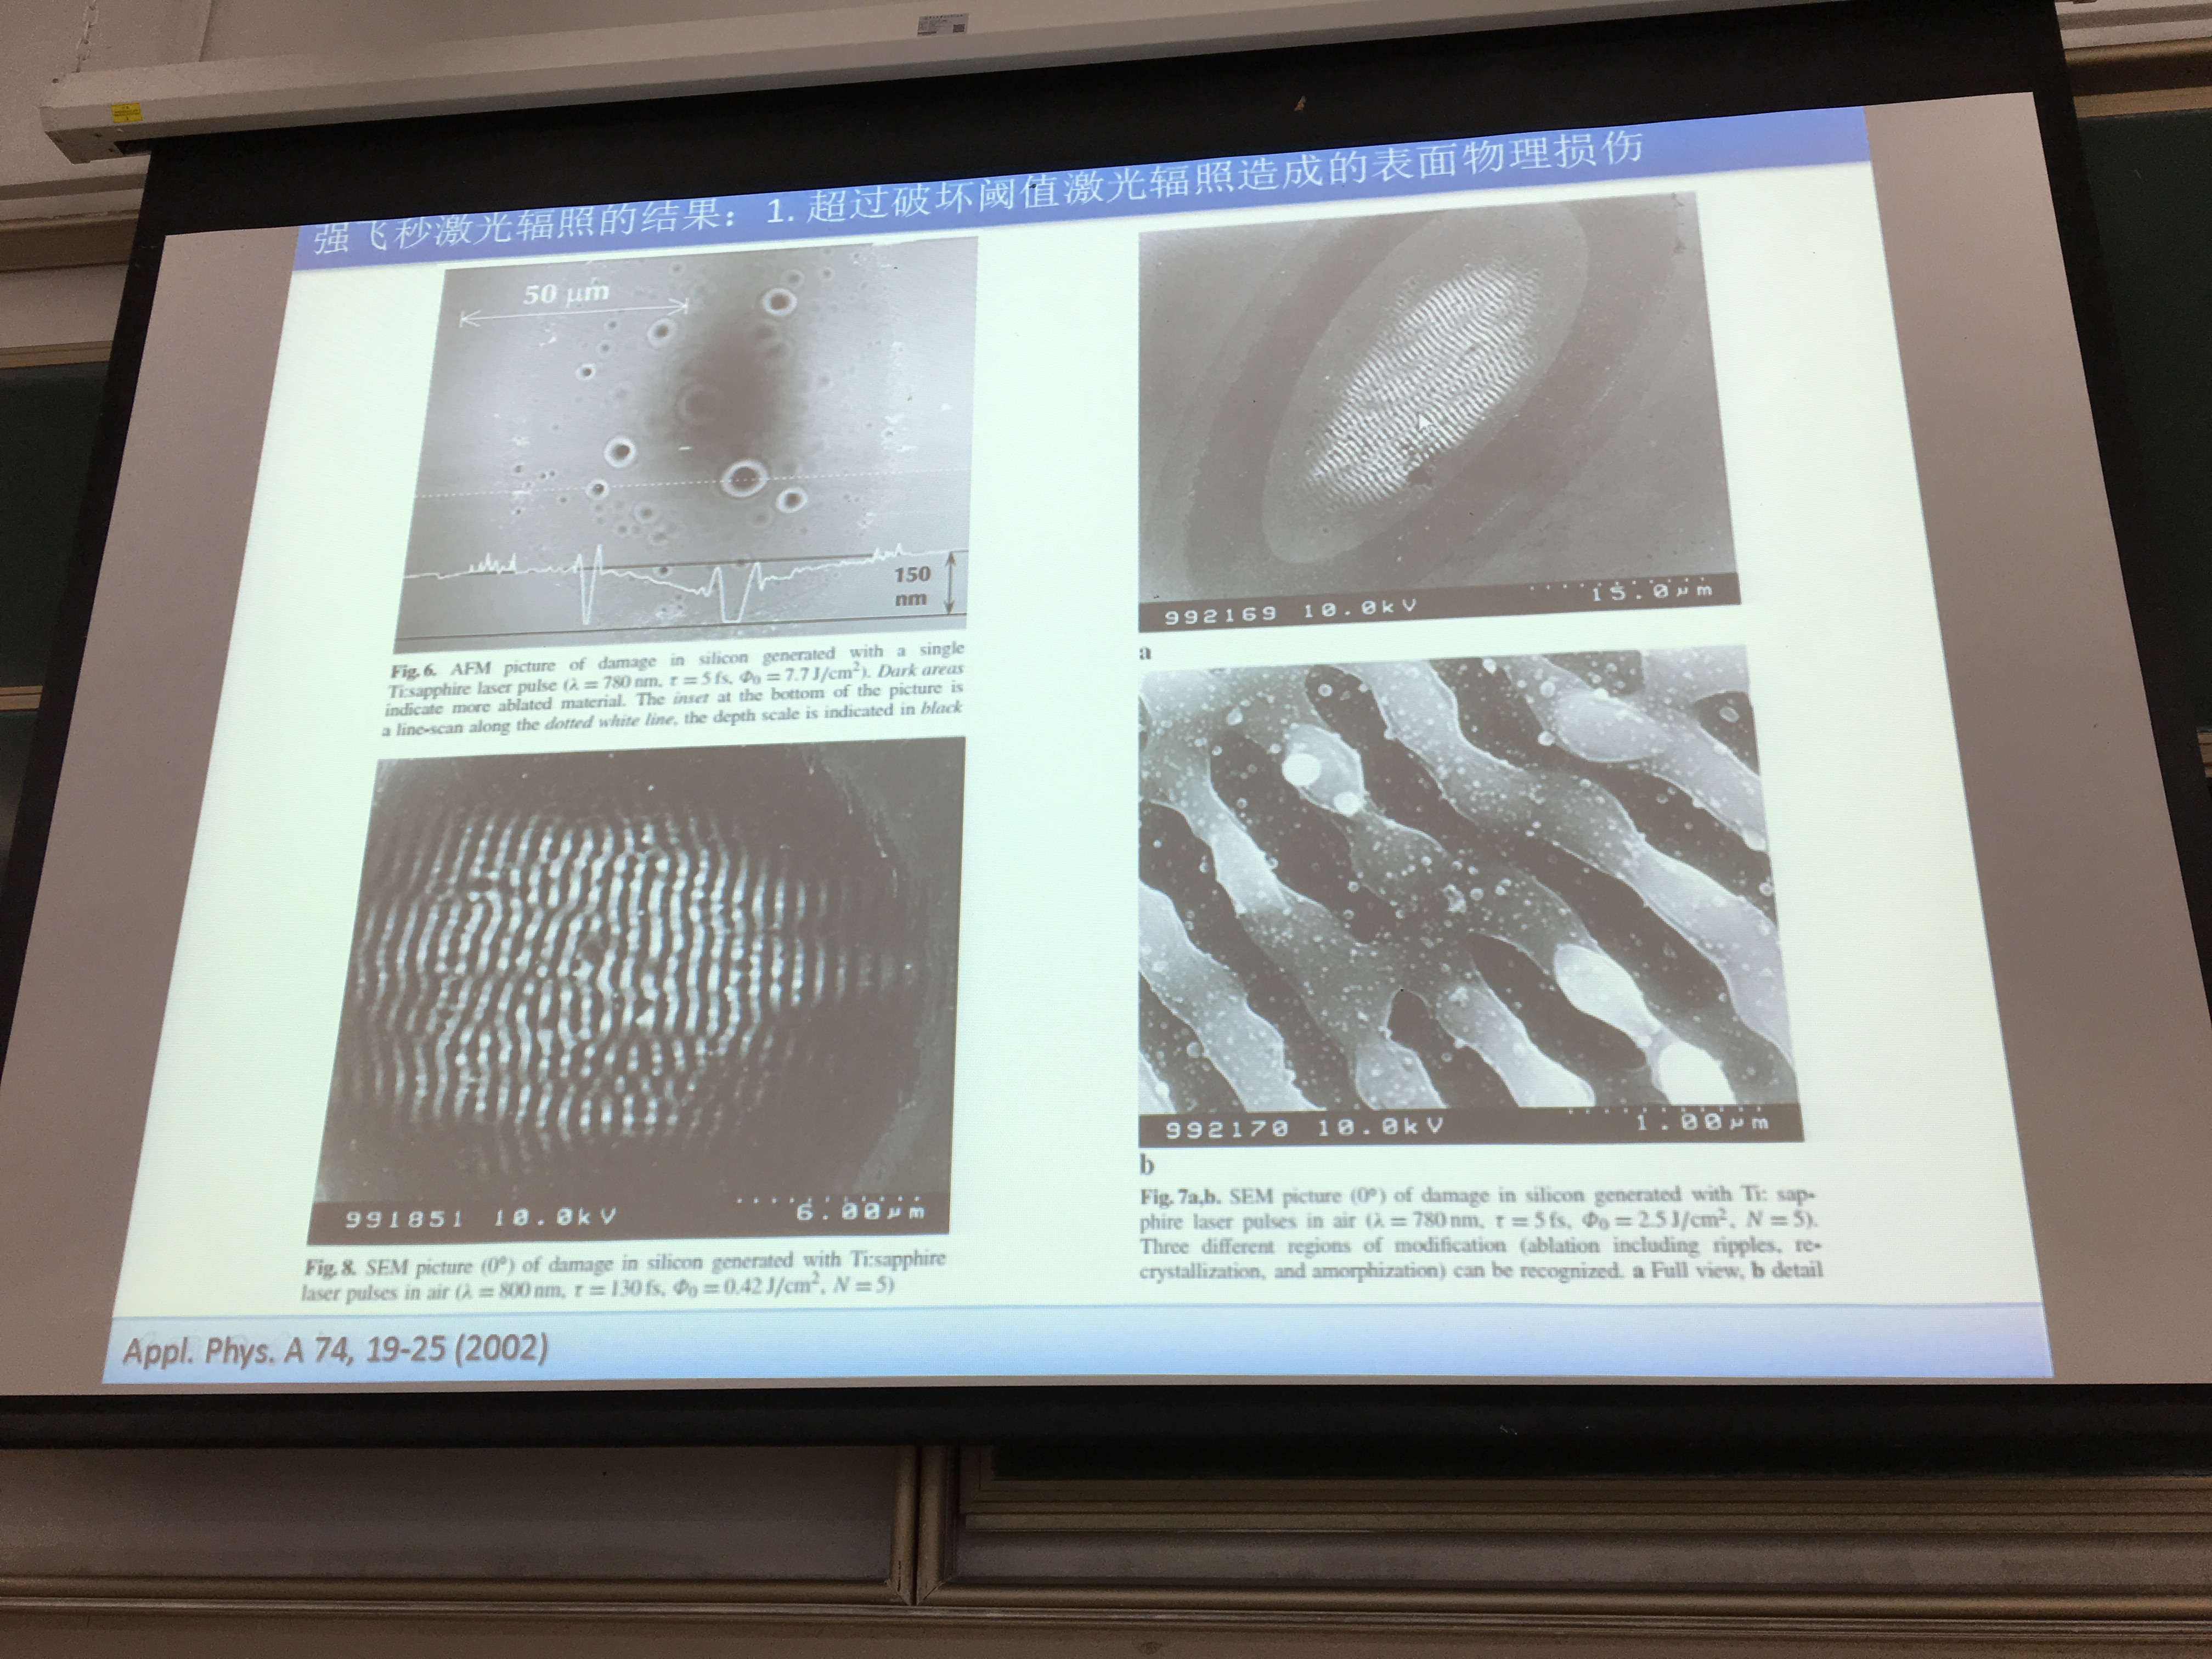 强飞秒激光辐照的结果：1. 超过破坏阈值激光辐照造成的表面物理损伤
50 μm
150
nm
Fig. 6. AFM picture of damage in silicon generated with a single
Ti:sapphire laser pulse (λ = 780 nm, τ = 5 fs, Φ₀ = 7.7 J/cm²). Dark areas
indicate more ablated material. The inset at the bottom of the picture is
a line-scan along the dotted white line, the depth scale is indicated in black
991851 10.0kV 6.00μm
Fig. 8. SEM picture (0°) of damage in silicon generated with Ti:sapphire
laser pulses in air (λ = 800 nm, τ = 130 fs, Φ₀ = 0.42 J/cm², N = 5)
992169 10.0kV 15.0μm
a
992170 10.0kV 1.00μm
b
Fig. 7a,b. SEM picture (0°) of damage in silicon generated with Ti: sap-
phire laser pulses in air (λ = 780 nm, τ = 5 fs, Φ₀ = 2.5 J/cm², N = 5).
Three different regions of modification (ablation including ripples, re-
crystallization, and amorphization) can be recognized. a Full view, b detail
Appl. Phys. A 74, 19-25 (2002)